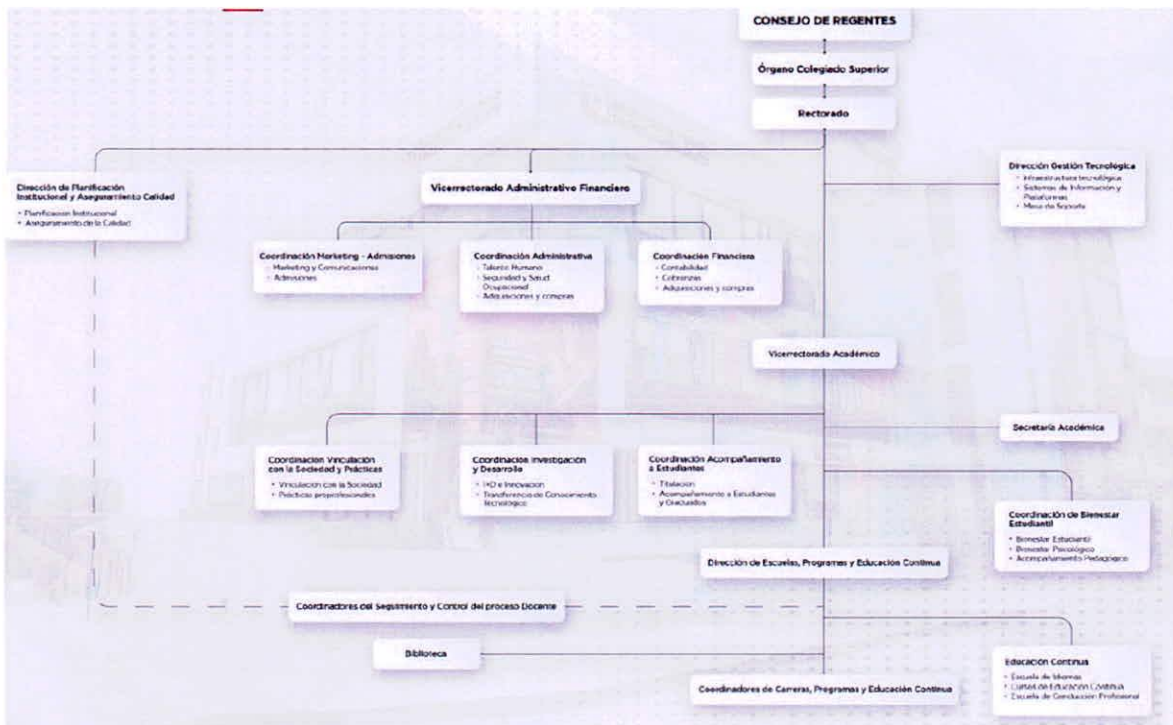 CONSEJO DE REGENTES
Órgano Colegiado Superior
Rectorado
Dirección de Planificación
Institucional y Aseguramiento Calidad
• Planificación Institucional
• Aseguramiento de la Calidad
Vicerrectorado Administrativo Financiero
Dirección Gestión Tecnológica
• Infraestructura tecnológica
• Sistemas de Información y
Plataformas
• Mesa de Soporte
Coordinación Marketing - Admisiones
• Marketing y Comunicaciones
• Admisiones
Coordinación Administrativa
• Talento Humano
• Seguridad y Salud
Ocupacional
• Adquisiciones y compras
Coordinación Financiera
• Contabilidad
• Cobranzas
• Adquisiciones y compras
Vicerrectorado Académico
Secretaría Académica
Coordinación Vinculación
con la Sociedad y Prácticas
• Vinculación con la Sociedad
• Prácticas preprofesionales
Coordinación Investigación
y Desarrollo
• I+D e Innovación
• Transferencia de Conocimiento
Tecnológico
Coordinación Acompañamiento
a Estudiantes
• Titulación
• Acompañamiento a Estudiantes
y Graduados
Coordinación de Bienestar
Estudiantil
• Bienestar Estudiantil
• Bienestar Psicológico
• Acompañamiento Pedagógico
Dirección de Escuelas, Programas y Educación Continua
Coordinadores del Seguimiento y Control del proceso Docente
Biblioteca
Educación Continua
• Escuela de Idiomas
• Cursos de Educación Continua
• Escuela de Conducción Profesional
Coordinadores de Carreras, Programas y Educación Continua